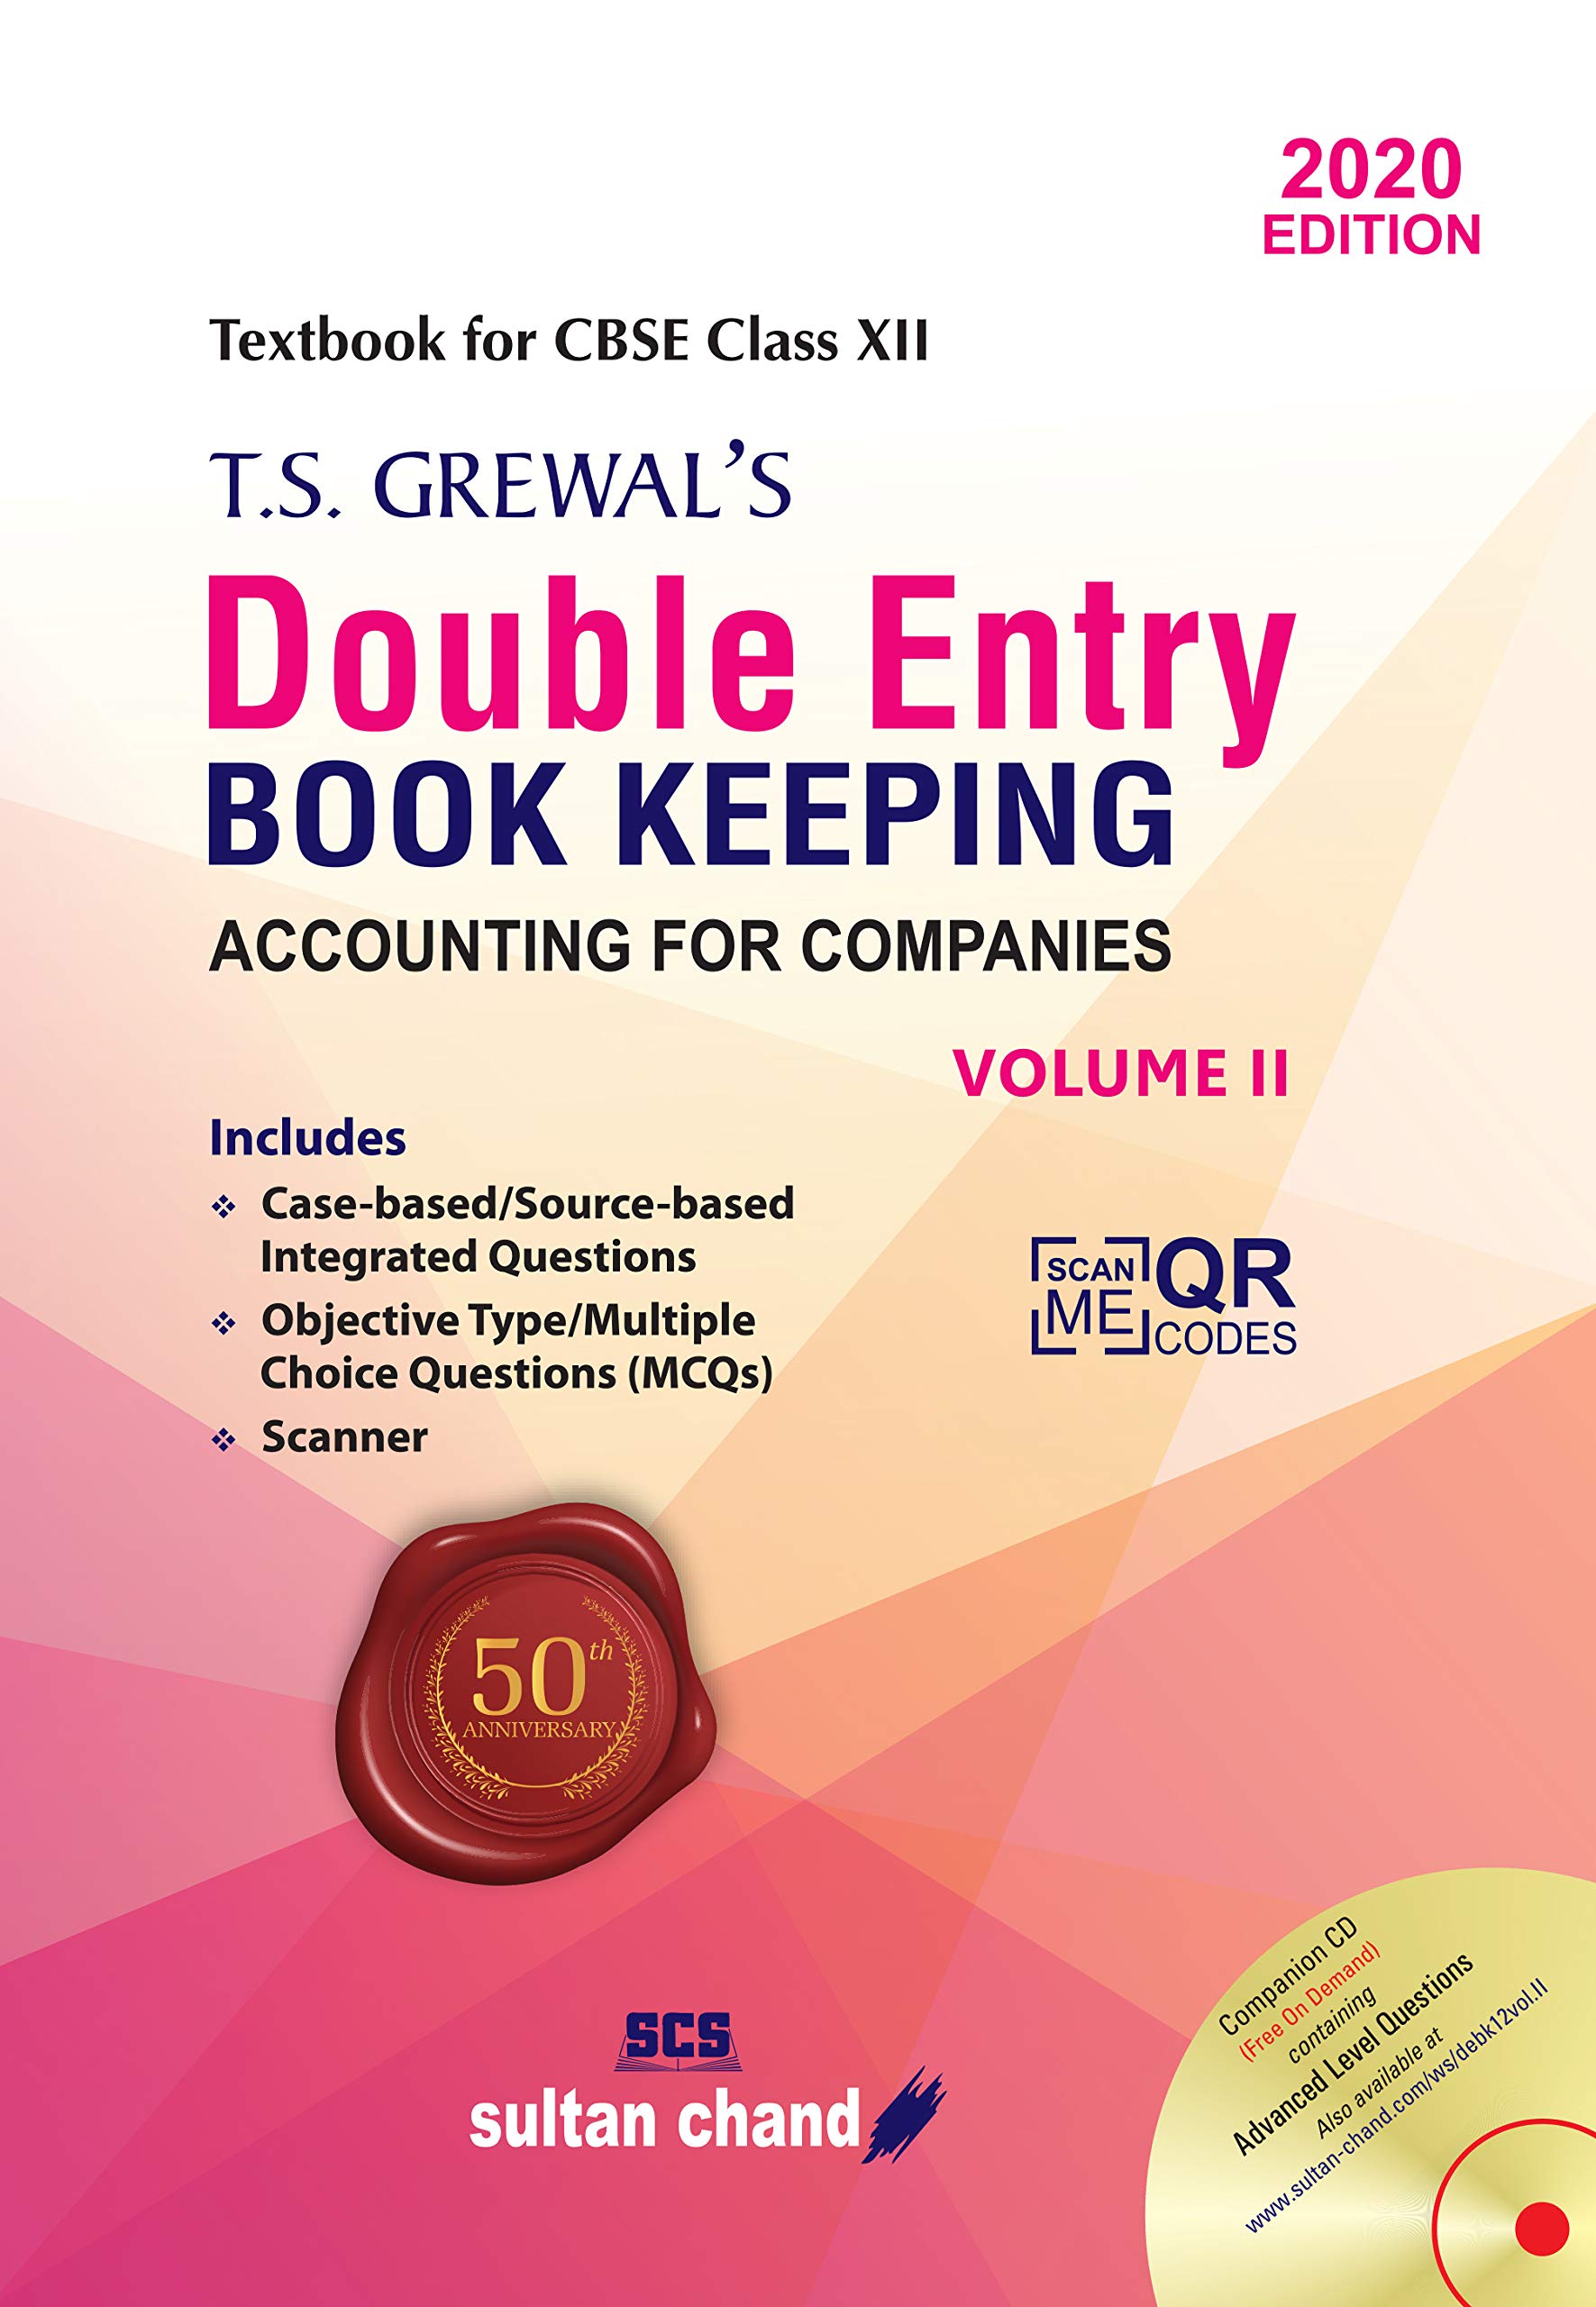 2020
EDITION
Textbook for CBSE Class XII
T.S. GREWAL'S
Double Entry
BOOK KEEPING
ACCOUNTING FOR COMPANIES
VOLUME II
Includes
❖ Case-based/Source-based
Integrated Questions
❖ Objective Type/Multiple
Choice Questions (MCQs)
❖ Scanner
SCAN ME QR CODES
50th
ANNIVERSARY
SCS
sultan chand
Companion CD
(Free On Demand)
containing
Advanced Level Questions
Also available at
www.sultan-chand.com/ws/debk12vol.II